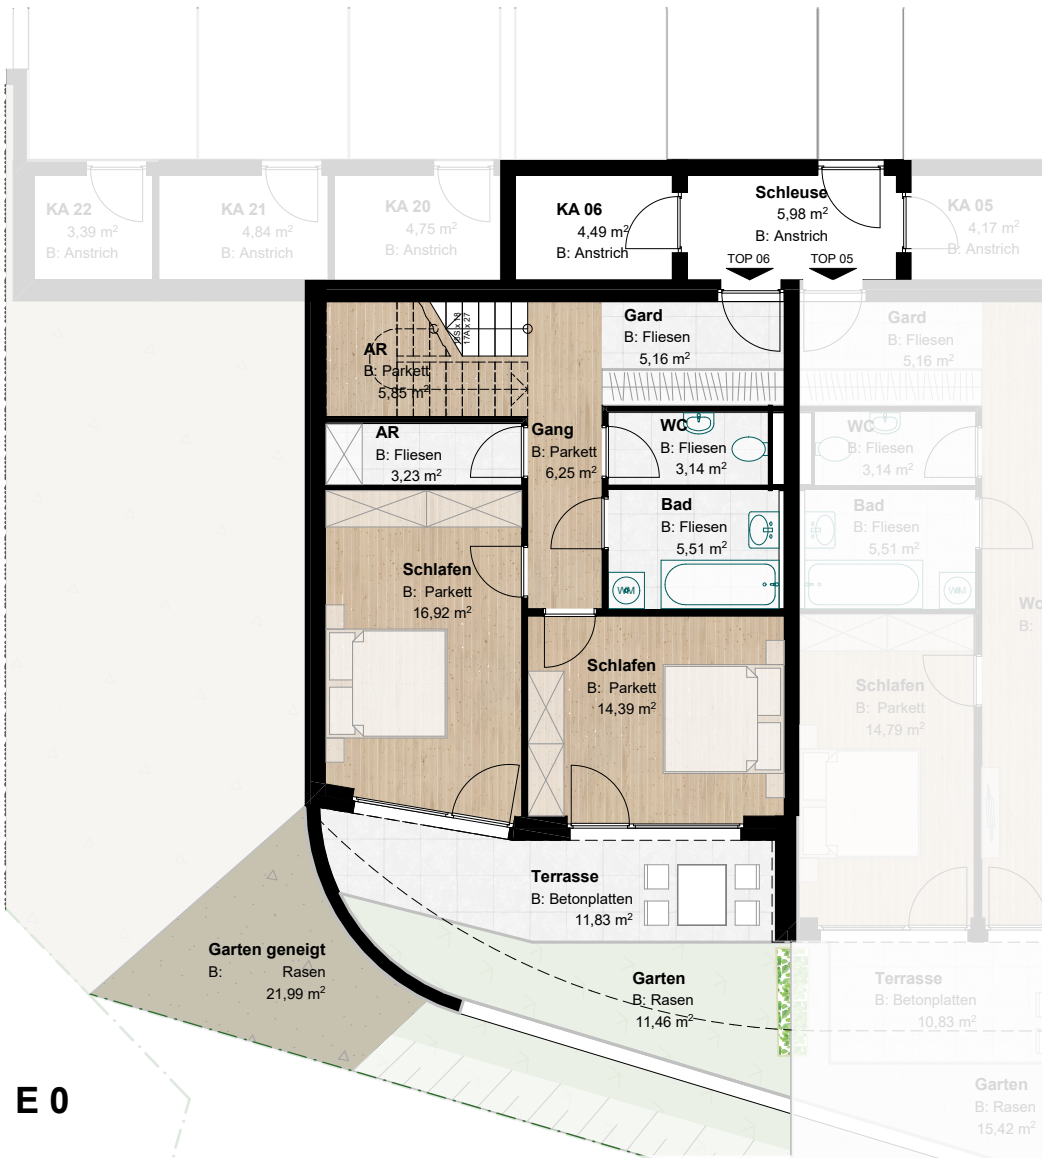 KA 22
3,39 m²
B: Anstrich
KA 21
4,84 m²
B: Anstrich
KA 20
4,75 m²
B: Anstrich
KA 06
4,49 m²
B: Anstrich
Schleuse
5,98 m²
B: Anstrich
KA 05
4,17 m²
B: Anstrich
TOP 06
TOP 05
Gard
B: Fliesen
5,16 m²
Gard
B: Fliesen
5,16 m²
17A x 27
AR
B: Parkett
5,85 m²
AR
B: Fliesen
3,23 m²
Gang
B: Parkett
6,25 m²
WC
B: Fliesen
3,14 m²
WC
B: Fliesen
3,14 m²
Bad
B: Fliesen
5,51 m²
Bad
B: Fliesen
5,51 m²
WM
WM
Schlafen
B: Parkett
16,92 m²
Wo
B:
Schlafen
B: Parkett
14,39 m²
Schlafen
B: Parkett
14,79 m²
Terrasse
B: Betonplatten
11,83 m²
Garten geneigt
B: Rasen
21,99 m²
Garten
B: Rasen
11,46 m²
Terrasse
B: Betonplatten
10,83 m²
Garten
B: Rasen
15,42 m²
E 0